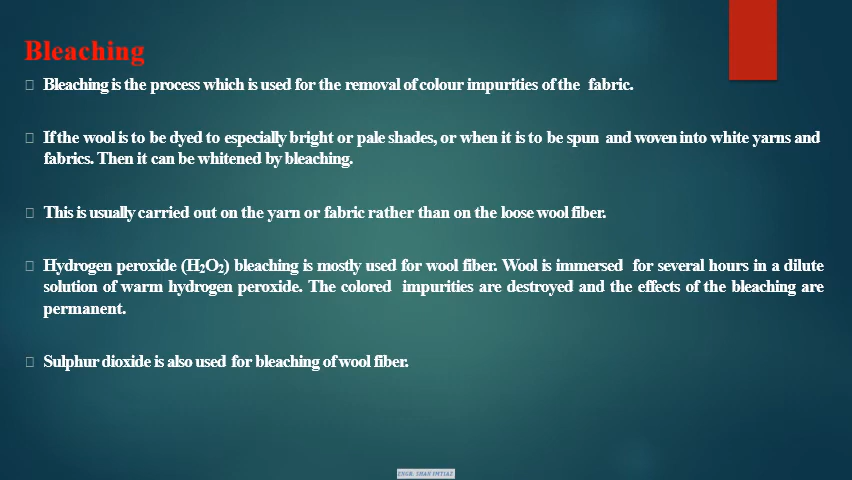 Bleaching
Bleaching is the process which is used for the removal of colour impurities of the fabric.
If the wool is to be dyed to especially bright or pale shades, or when it is to be spun and woven into white yarns and
fabrics. Then it can be whitened by bleaching.
This is usually carried out on the yarn or fabric rather than on the loose wool fiber.
Hydrogen peroxide (H₂O₂) bleaching is mostly used for wool fiber. Wool is immersed for several hours in a dilute
solution of warm hydrogen peroxide. The colored impurities are destroyed and the effects of the bleaching are
permanent.
Sulphur dioxide is also used for bleaching of wool fiber.
ENGR. SHAH IMTIAZ